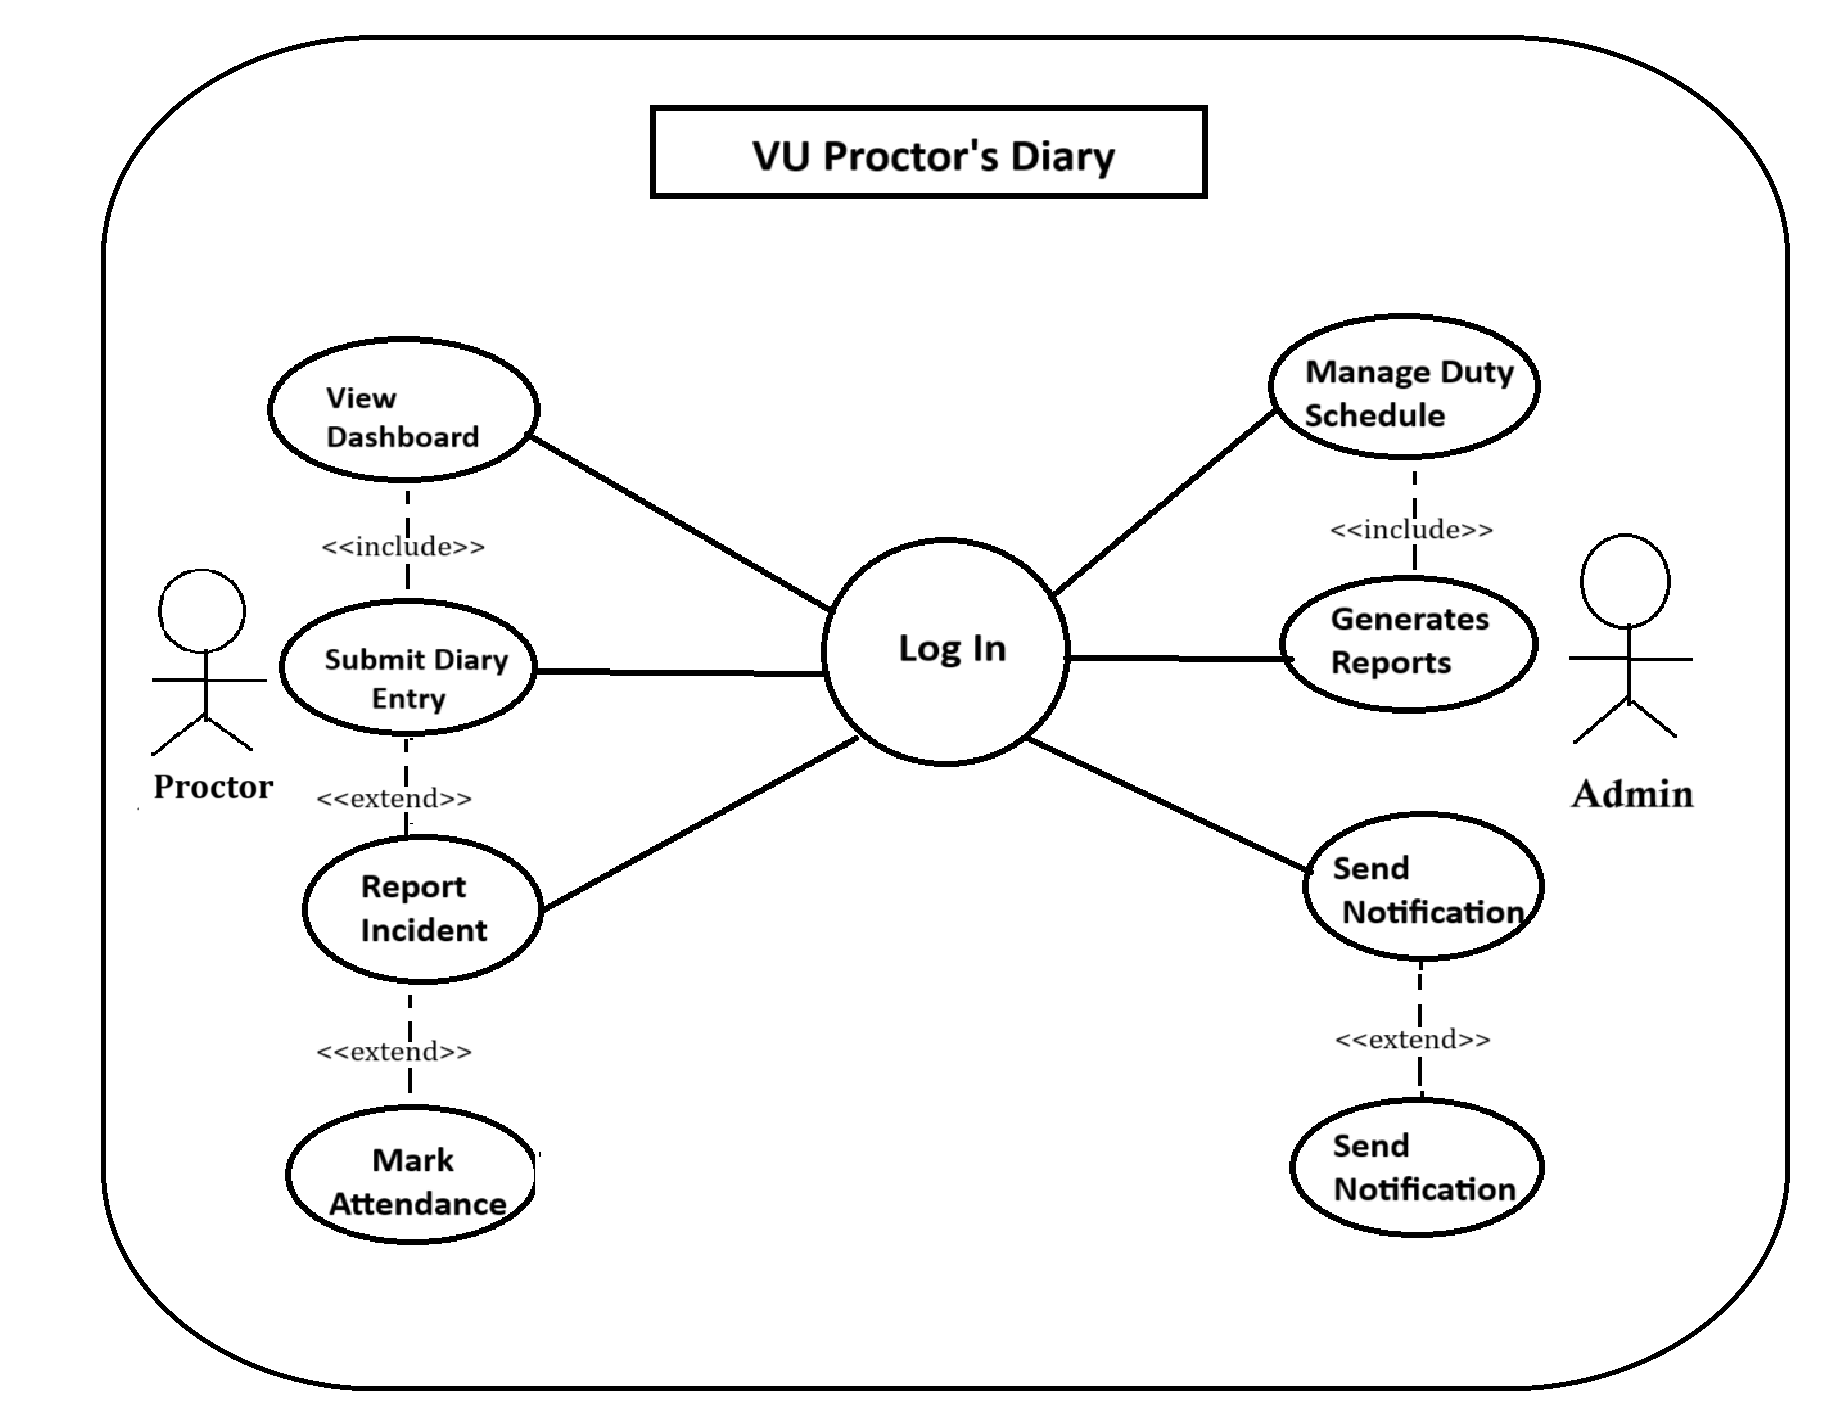 VU Proctor's Diary
View
Dashboard
<<include>>
Submit Diary
Entry
Proctor
<<extend>>
Report
Incident
<<extend>>
Mark
Attendance
Log In
Manage Duty
Schedule
<<include>>
Generates
Reports
Admin
Send
Notification
<<extend>>
Send
Notification